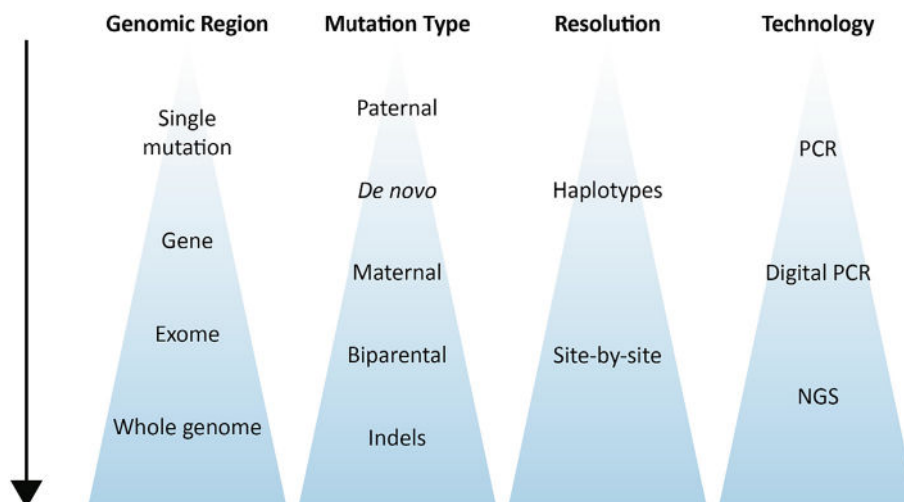 Genomic Region
Mutation Type
Resolution
Technology
Single
mutation
Gene
Exome
Whole genome
Paternal
De novo
Maternal
Biparental
Indels
Haplotypes
Site-by-site
PCR
Digital PCR
NGS